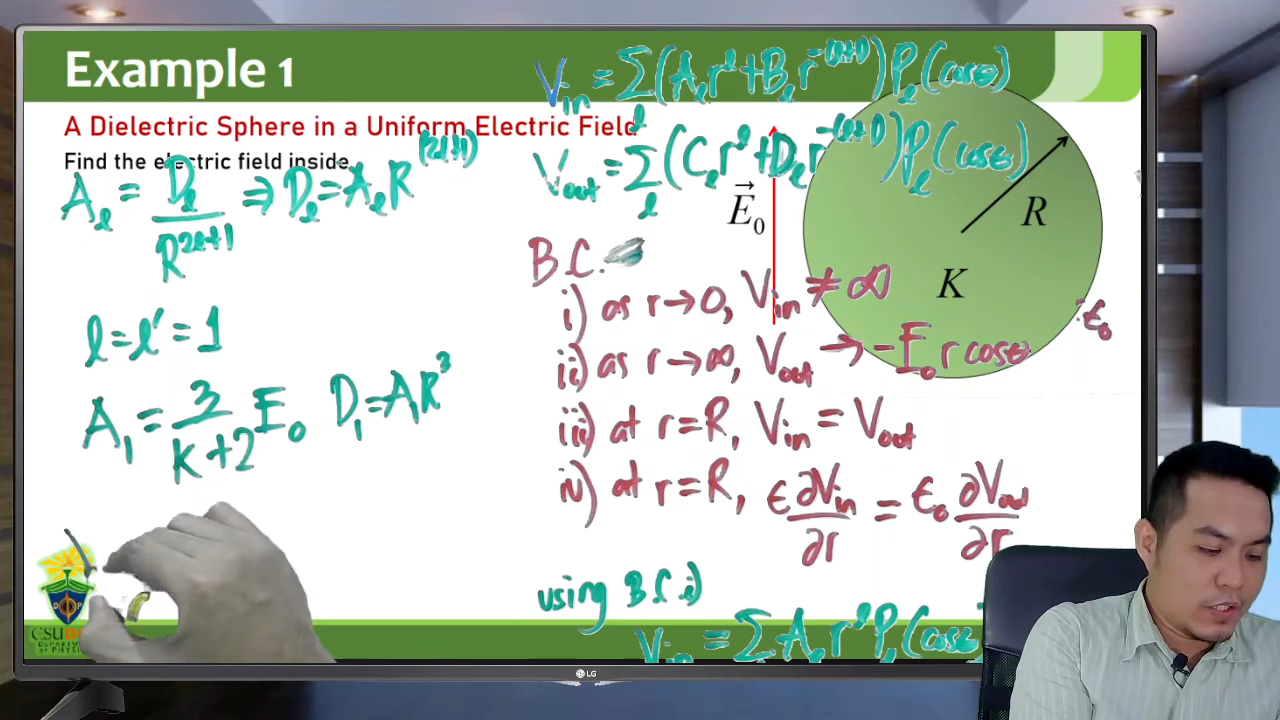 Example 1
A Dielectric Sphere in a Uniform Electric Field
Find the electric field inside.
A_l = D_l / R^{2l+1} ⇒ D_l = A_l R^{(2l+1)}
l = l' = 1
A_1 = 3/(K+2) E_0 D_1 = A_1 R^3
V_in = Σ_l (A_l r^l + B_l r^{-(l+1)}) P_l (cosθ)
V_out = Σ_l (C_l r^l + D_l r^{-(l+1)}) P_l (cosθ)
E⃗_0
R
K
ε_0
B.C.
i) as r→0, V_in ≠ ∞
ii) as r→∞, V_out → -E_0 r cosθ
iii) at r=R, V_in = V_out
iv) at r=R, ε ∂V_in/∂r = ε_0 ∂V_out/∂r
using B.C. i)
V_in = Σ A_l r^l P_l (cosθ
LG